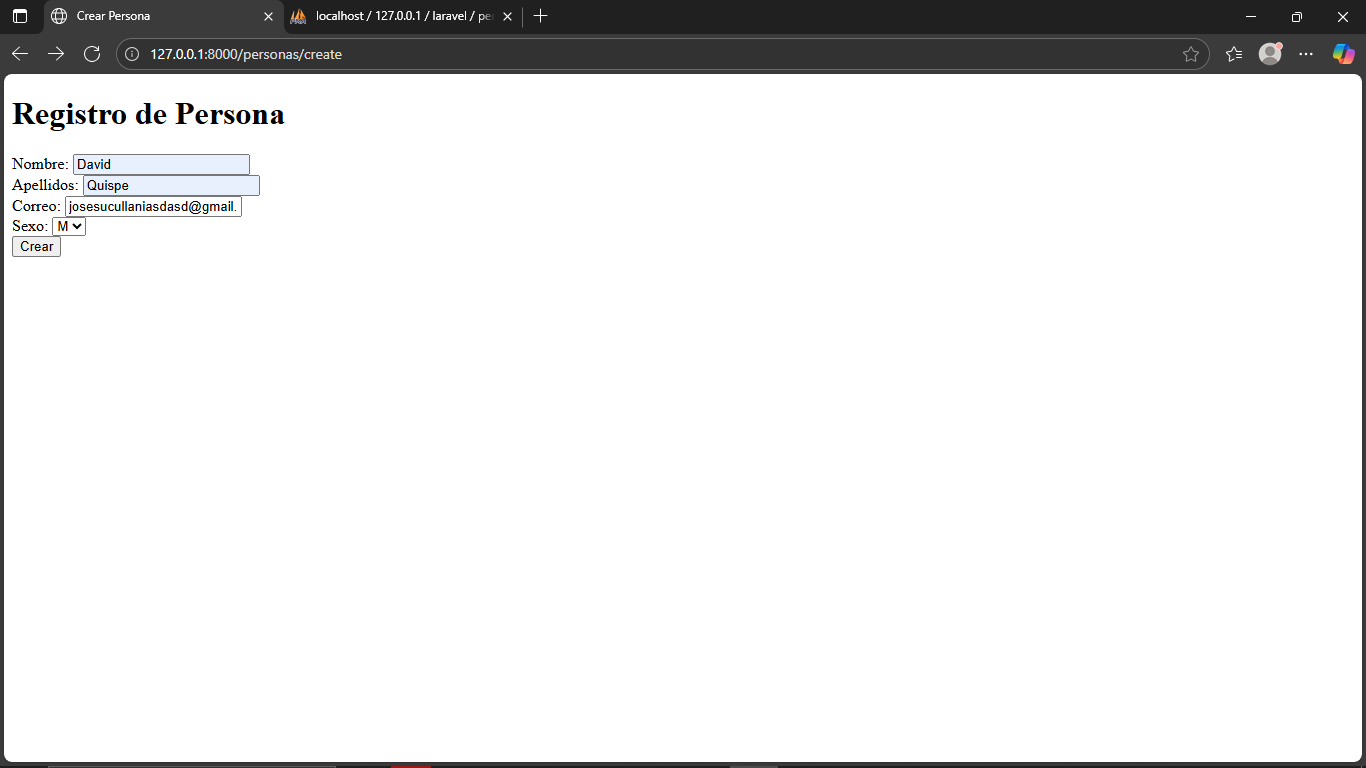 Crear Persona
localhost / 127.0.0.1 / laravel / pe
127.0.0.1:8000/personas/create
Registro de Persona
Nombre: David
Apellidos: Quispe
Correo: josesucullaniasdasd@gmail.
Sexo: M
Crear